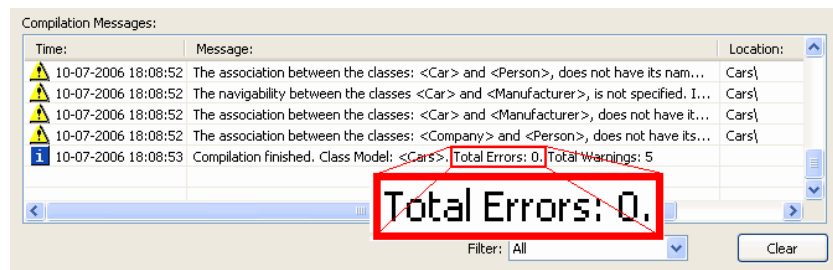 Compilation Messages:
Time: Message: Location:
10-07-2006 18:08:52 The association between the classes: <Car> and <Person>, does not have its nam... Cars\
10-07-2006 18:08:52 The navigability between the classes <Car> and <Manufacturer>, is not specified. I... Cars\
10-07-2006 18:08:52 The association between the classes: <Car> and <Manufacturer>, does not have it... Cars\
10-07-2006 18:08:52 The association between the classes: <Company> and <Person>, does not have its... Cars\
10-07-2006 18:08:53 Compilation finished. Class Model: <Cars>. Total Errors: 0. Total Warnings: 5
Total Errors: 0.
Filter: All Clear